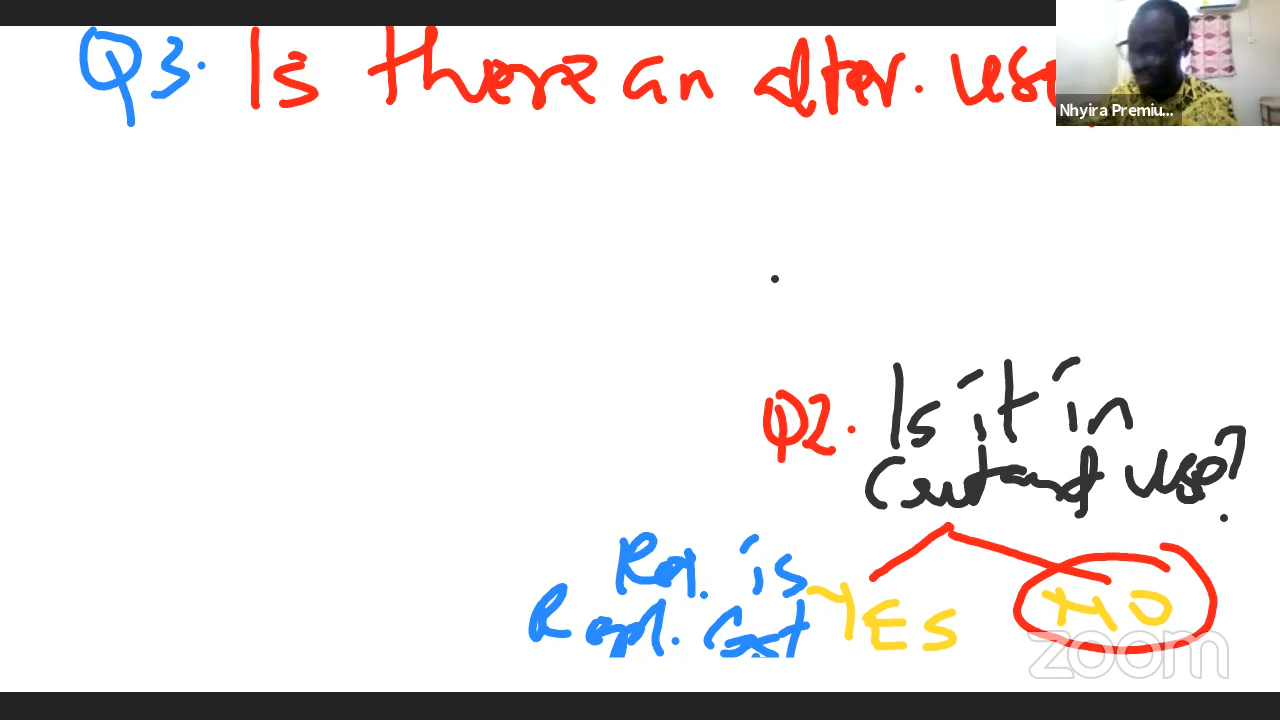 Q3. Is there an alter. use
Nhyira Premiu...
Q2. Is it in
Constant use?
Rel. is
Repl. Cost
YES
NO
zoom